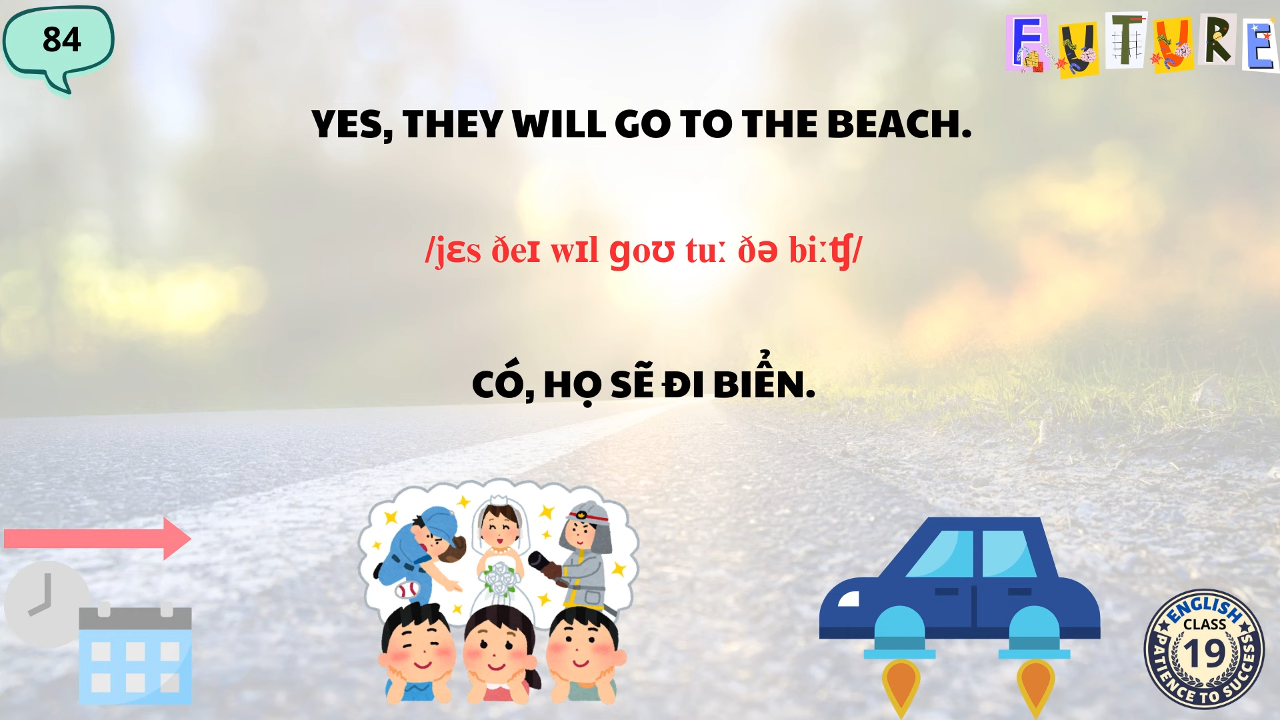 84
FUTURE
YES, THEY WILL GO TO THE BEACH.
/jɛs ðeɪ wɪl ɡoʊ tuː ðə biːʧ/
CÓ, HỌ SẼ ĐI BIỂN.
ENGLISH
CLASS
19
PATIENCE TO SUCCESS